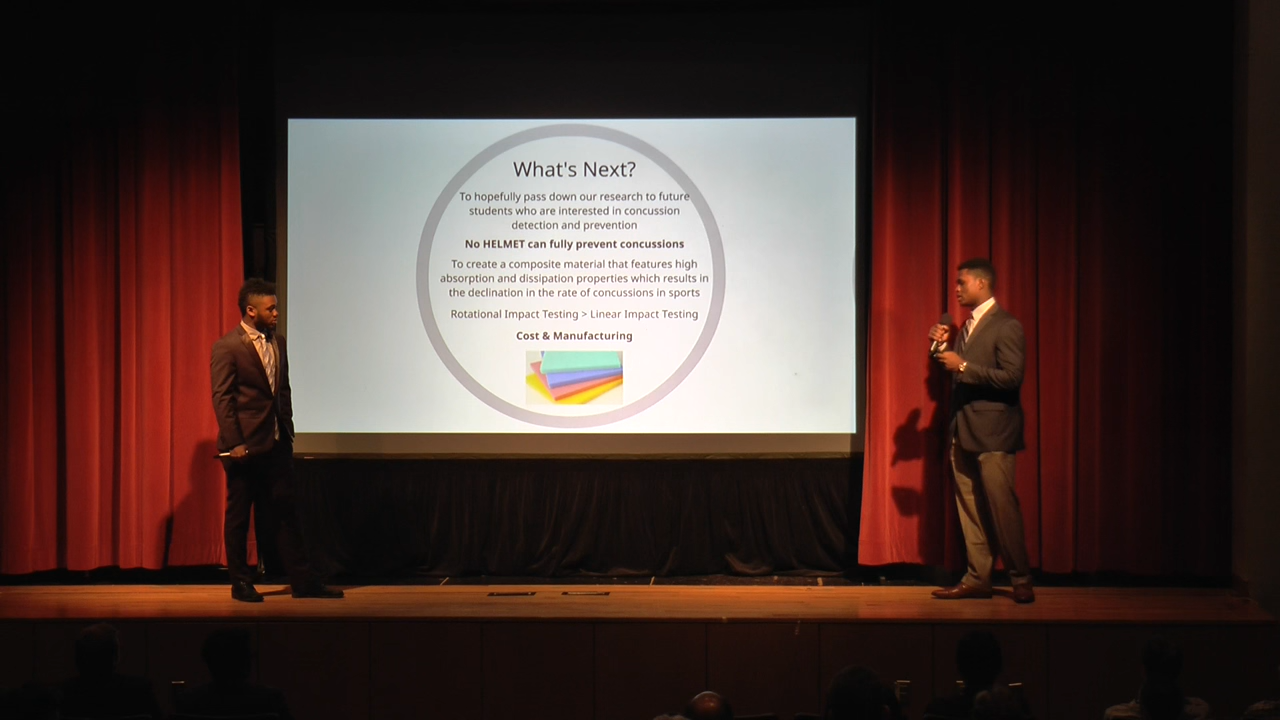 What's Next?
To hopefully pass down our research to future
students who are interested in concussion
detection and prevention
No HELMET can fully prevent concussions
To create a composite material that features high
absorption and dissipation properties which results in
the declination in the rate of concussions in sports
Rotational Impact Testing > Linear Impact Testing
Cost & Manufacturing